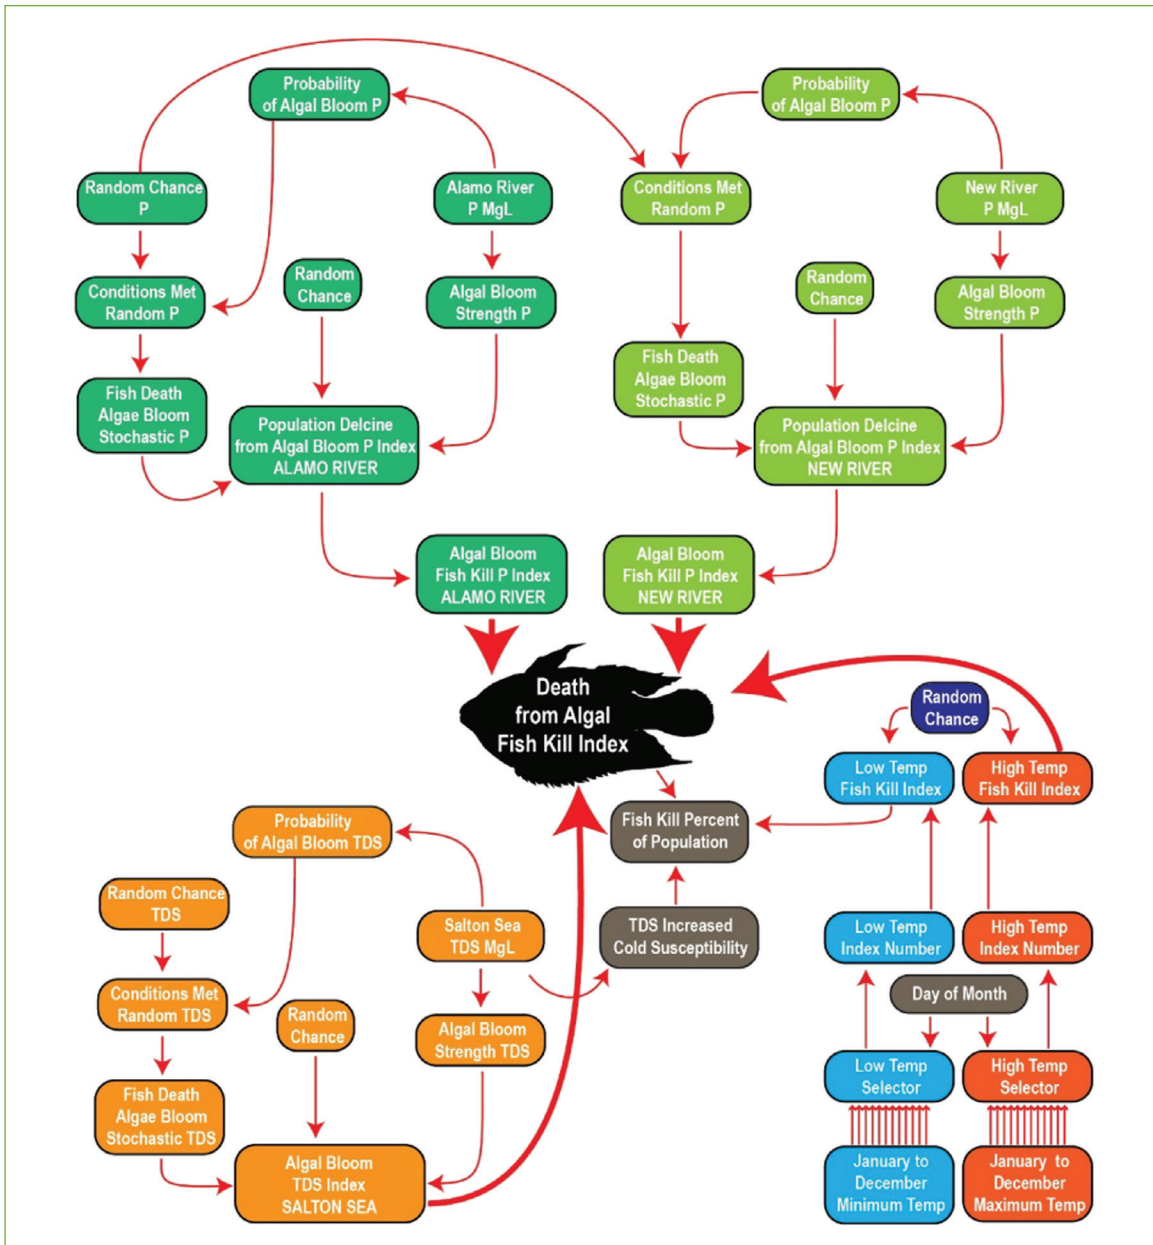 Probability
of Algal Bloom P
Probability
of Algal Bloom P
Random Chance
P
Alamo River
P MgL
Conditions Met
Random P
New River
P MgL
Random
Chance
Random
Chance
Conditions Met
Random P
Algal Bloom
Strength P
Algal Bloom
Strength P
Fish Death
Algae Bloom
Stochastic P
Fish Death
Algae Bloom
Stochastic P
Population Delcine
from Algal Bloom P Index
ALAMO RIVER
Population Delcine
from Algal Bloom P Index
NEW RIVER
Algal Bloom
Fish Kill P Index
ALAMO RIVER
Algal Bloom
Fish Kill P Index
NEW RIVER
Death
from Algal
Fish Kill Index
Random
Chance
Low Temp
Fish Kill Index
High Temp
Fish Kill Index
Probability
of Algal Bloom TDS
Fish Kill Percent
of Population
Random Chance
TDS
Salton Sea
TDS MgL
TDS Increased
Cold Susceptibility
Low Temp
Index Number
High Temp
Index Number
Conditions Met
Random TDS
Random
Chance
Algal Bloom
Strength TDS
Day of Month
Low Temp
Selector
High Temp
Selector
Fish Death
Algae Bloom
Stochastic TDS
Algal Bloom
TDS Index
SALTON SEA
January to
December
Minimum Temp
January to
December
Maximum Temp